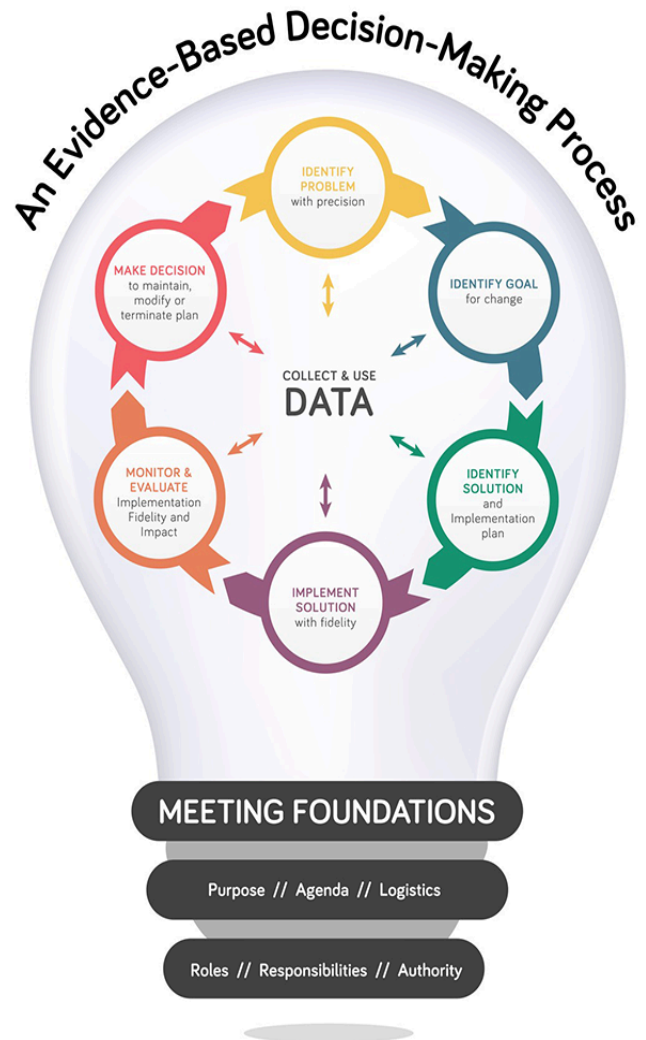 An Evidence-Based Decision-Making Process
IDENTIFY
PROBLEM
with precision
IDENTIFY GOAL
for change
IDENTIFY
SOLUTION
and
Implementation
plan
IMPLEMENT
SOLUTION
with fidelity
MONITOR &
EVALUATE
Implementation
Fidelity and
Impact
MAKE DECISION
to maintain,
modify or
terminate plan
COLLECT & USE
DATA
MEETING FOUNDATIONS
Purpose // Agenda // Logistics
Roles // Responsibilities // Authority